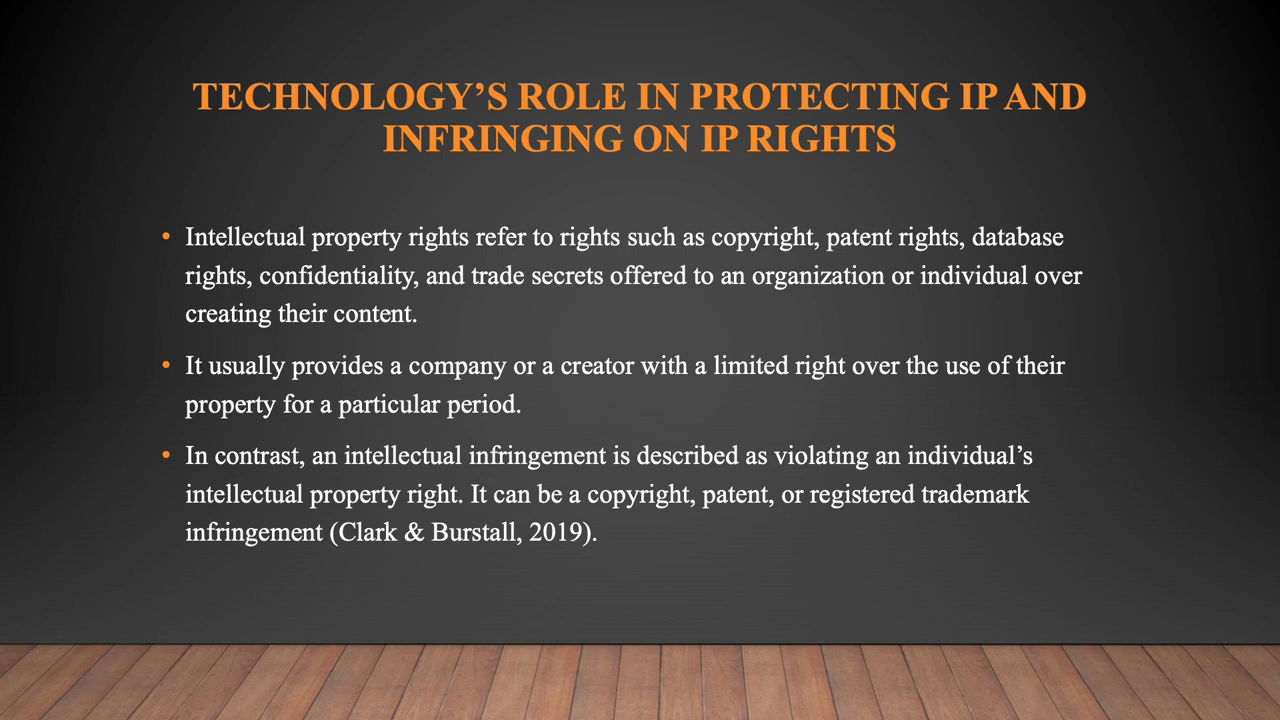 TECHNOLOGY’S ROLE IN PROTECTING IP AND
INFRINGING ON IP RIGHTS
• Intellectual property rights refer to rights such as copyright, patent rights, database
rights, confidentiality, and trade secrets offered to an organization or individual over
creating their content.
• It usually provides a company or a creator with a limited right over the use of their
property for a particular period.
• In contrast, an intellectual infringement is described as violating an individual’s
intellectual property right. It can be a copyright, patent, or registered trademark
infringement (Clark & Burstall, 2019).